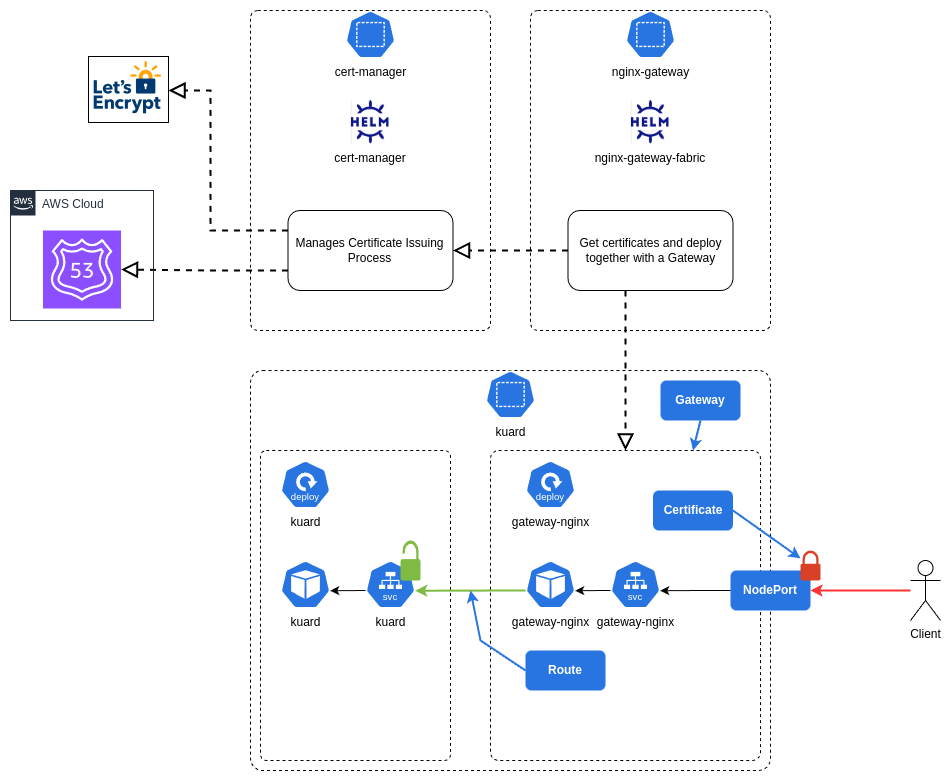 cert-manager
nginx-gateway
Let's
Encrypt
HELM
HELM
cert-manager
nginx-gateway-fabric
aws
AWS Cloud
53
Manages Certificate Issuing
Process
Get certificates and deploy
together with a Gateway
kuard
Gateway
deploy
kuard
deploy
gateway-nginx
Certificate
svc
svc
NodePort
kuard
kuard
gateway-nginx
gateway-nginx
Client
Route